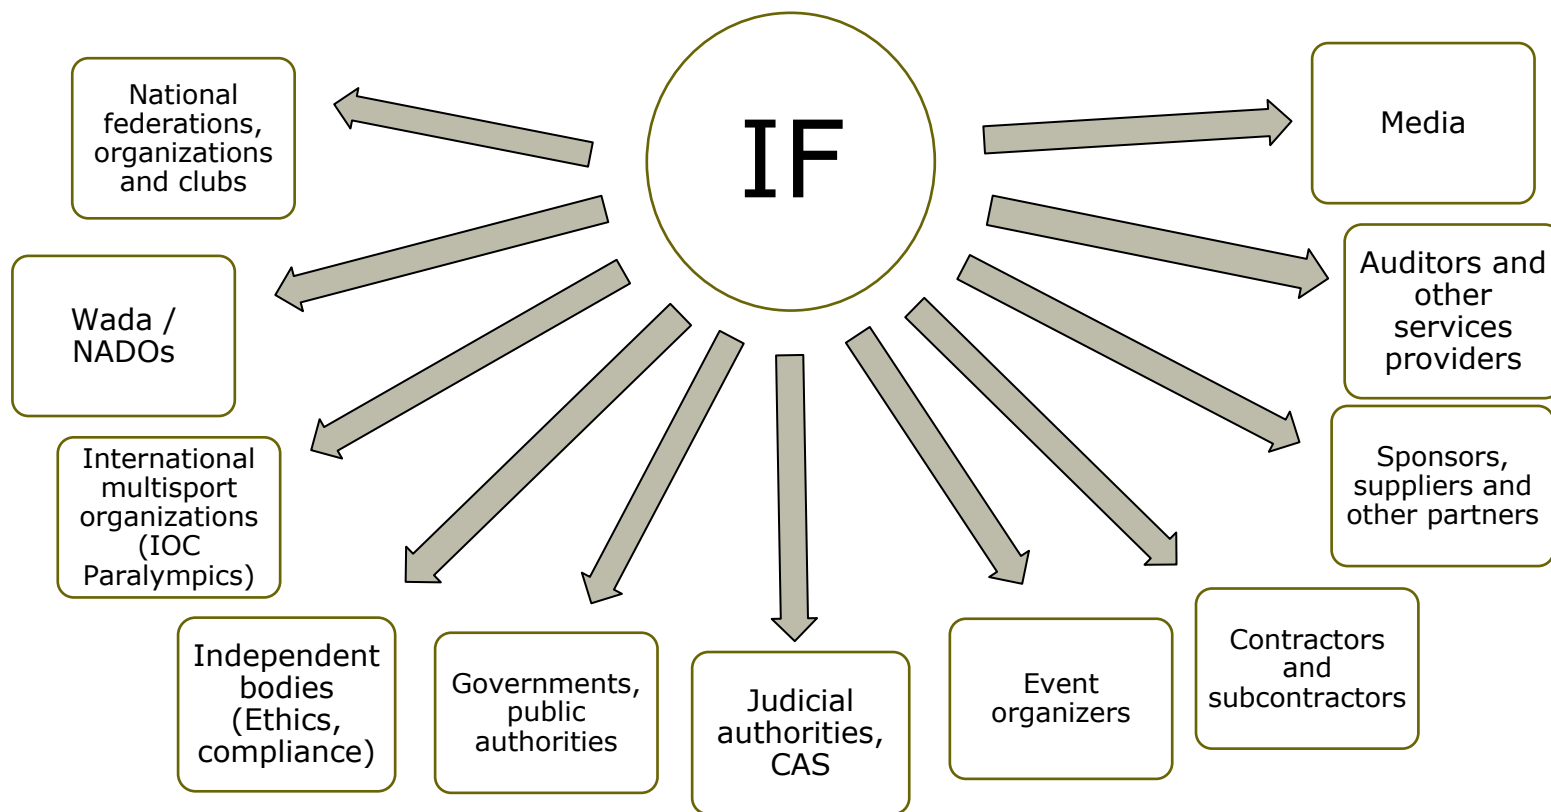 IF
National
federations,
organizations
and clubs
Wada /
NADOs
International
multisport
organizations
(IOC
Paralympics)
Independent
bodies
(Ethics,
compliance)
Governments,
public
authorities
Judicial
authorities,
CAS
Event
organizers
Contractors
and
subcontractors
Sponsors,
suppliers and
other partners
Auditors and
other
services
providers
Media